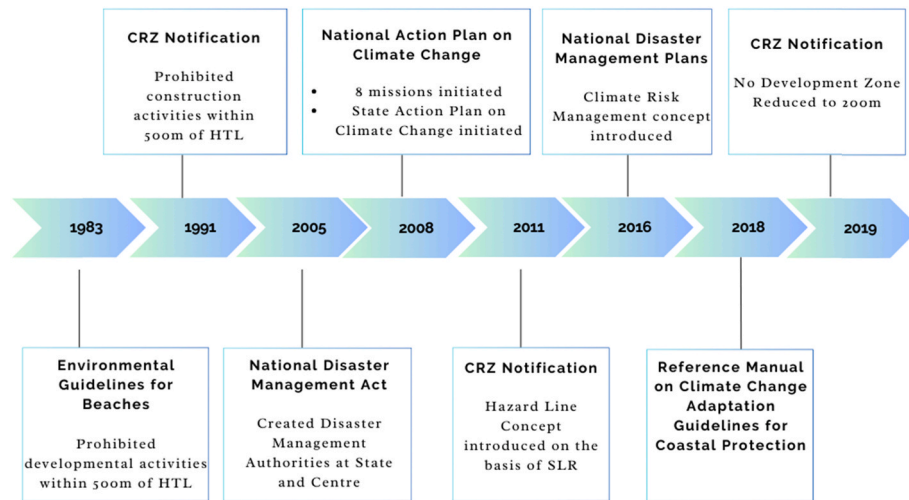 CRZ Notification
Prohibited
construction
activities within
500m of HTL
National Action Plan on
Climate Change
• 8 missions initiated
• State Action Plan on
Climate Change initiated
National Disaster
Management Plans
Climate Risk
Management concept
introduced
CRZ Notification
No Development Zone
Reduced to 200m
1983
1991
2005
2008
2011
2016
2018
2019
Environmental
Guidelines for
Beaches
Prohibited
developmental activities
within 500m of HTL
National Disaster
Management Act
Created Disaster
Management
Authorities at State
and Centre
CRZ Notification
Hazard Line
Concept
introduced on the
basis of SLR
Reference Manual
on Climate Change
Adaptation
Guidelines for
Coastal Protection